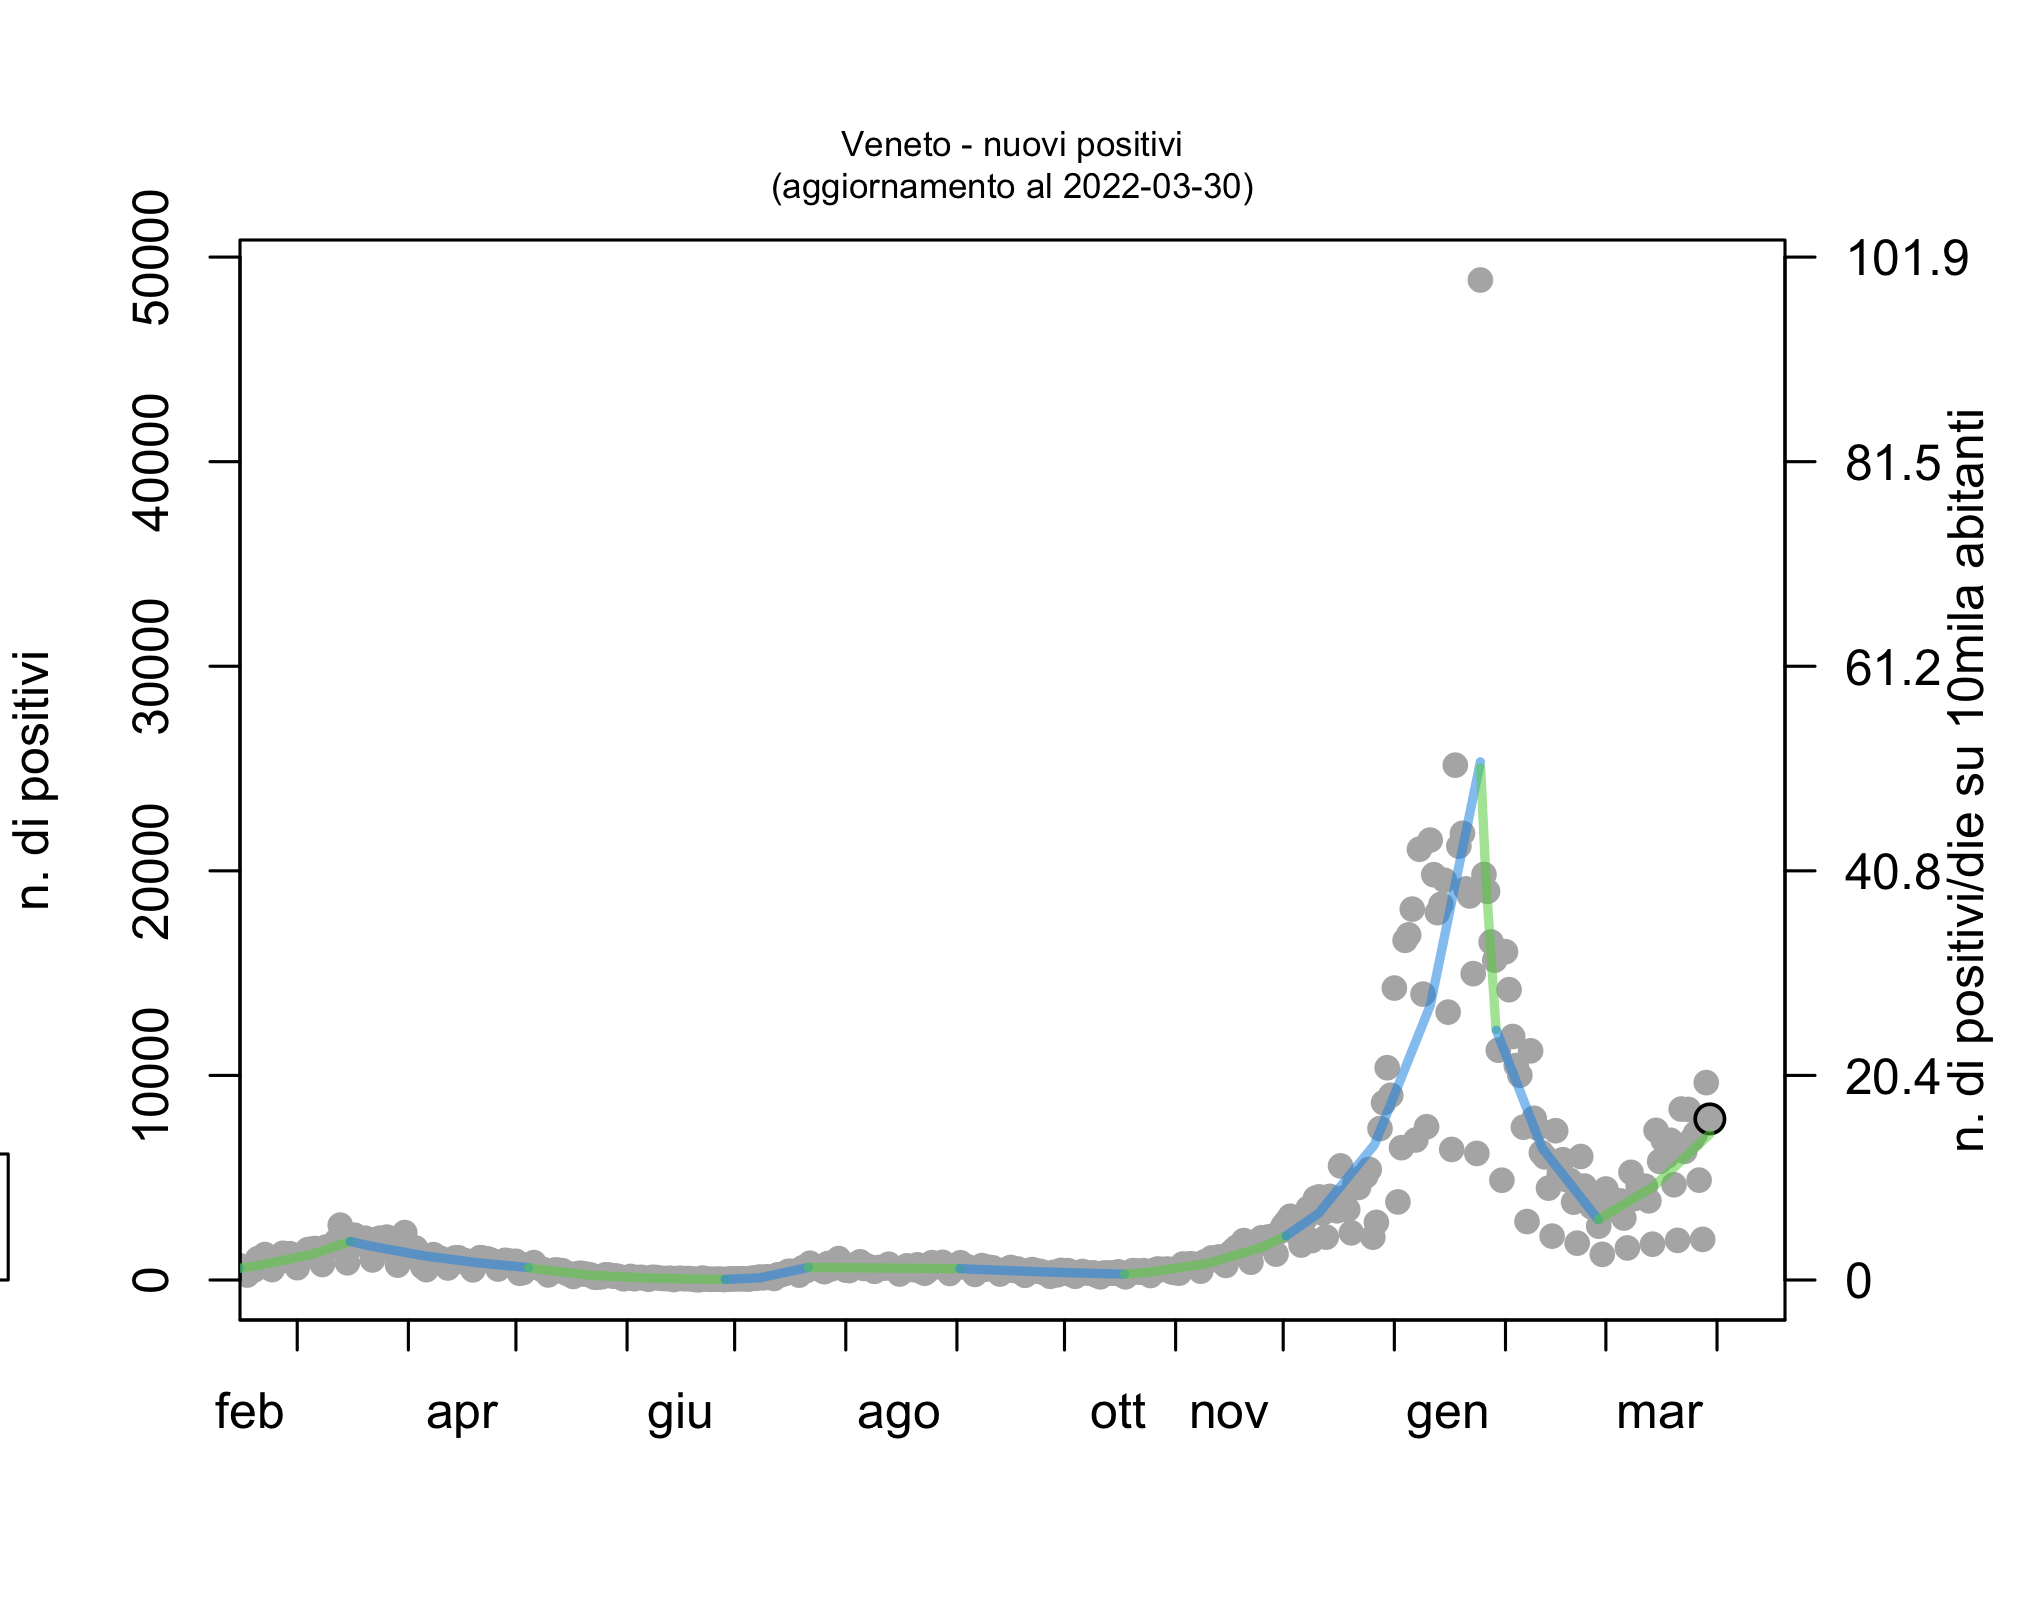 Veneto - nuovi positivi
(aggiornamento al 2022-03-30)
n. di positivi
50000
40000
30000
20000
10000
0
101.9
81.5
61.2
40.8
20.4
0
n. di positivi/die su 10mila abitanti
feb apr giu ago ott nov gen mar